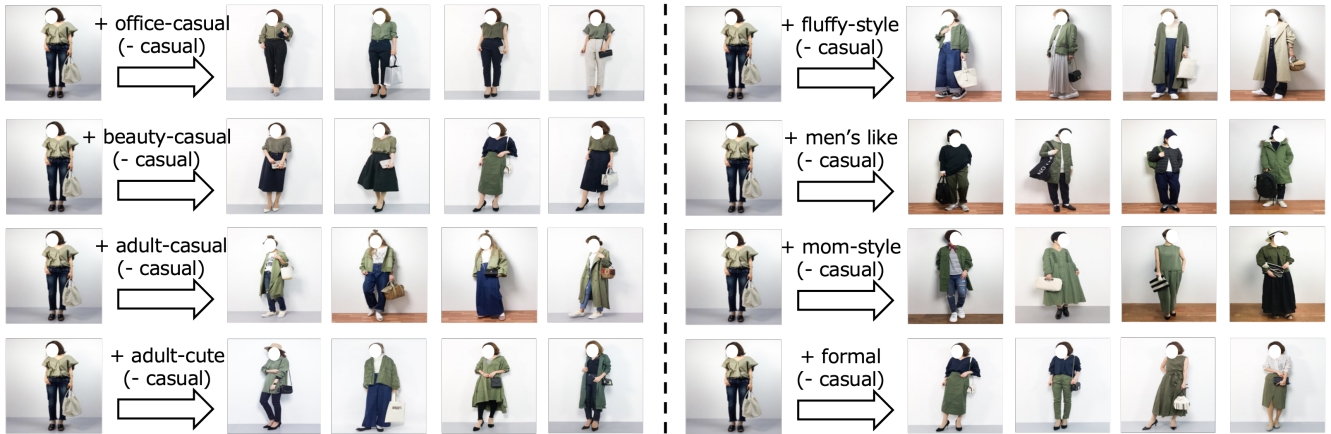 + office-casual
(- casual)
+ beauty-casual
(- casual)
+ adult-casual
(- casual)
+ adult-cute
(- casual)
+ fluffy-style
(- casual)
+ men's like
(- casual)
+ mom-style
(- casual)
+ formal
(- casual)